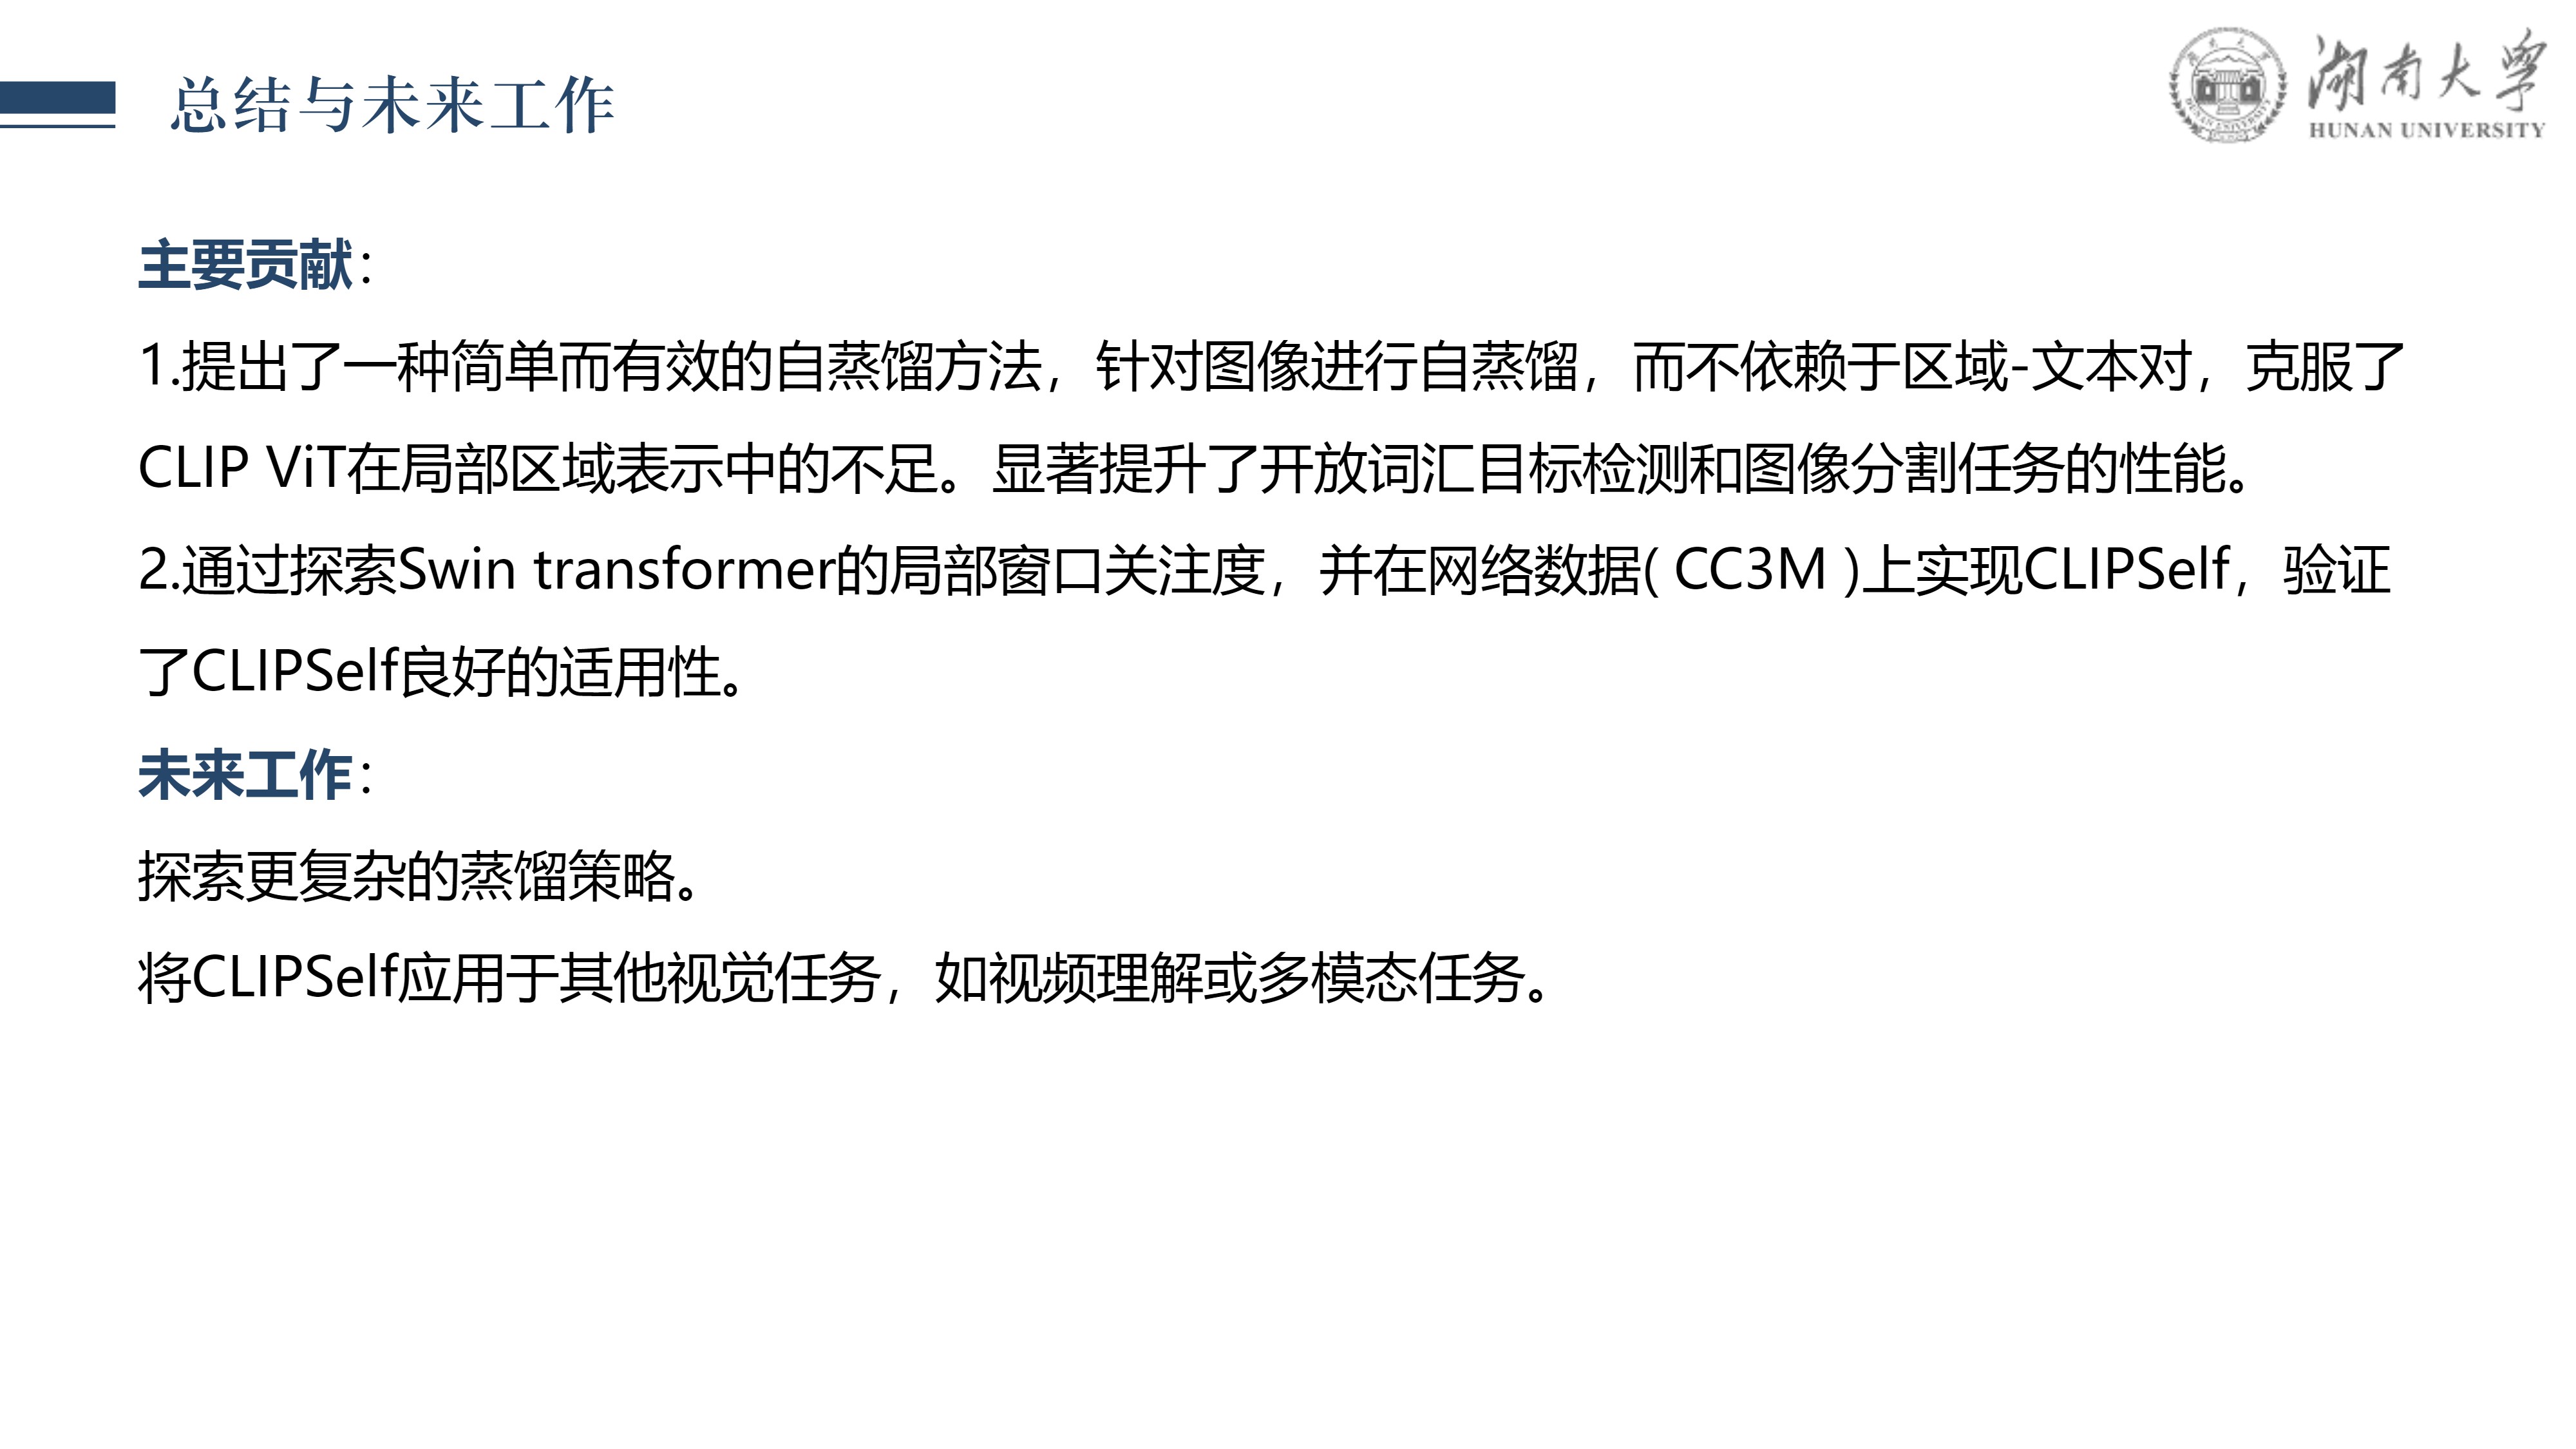 总结与未来工作
湖南大学
HUNAN UNIVERSITY
主要贡献：
1.提出了一种简单而有效的自蒸馏方法，针对图像进行自蒸馏，而不依赖于区域-文本对，克服了
CLIP ViT在局部区域表示中的不足。显著提升了开放词汇目标检测和图像分割任务的性能。
2.通过探索Swin transformer的局部窗口关注度，并在网络数据( CC3M )上实现CLIPSelf，验证
了CLIPSelf良好的适用性。
未来工作：
探索更复杂的蒸馏策略。
将CLIPSelf应用于其他视觉任务，如视频理解或多模态任务。